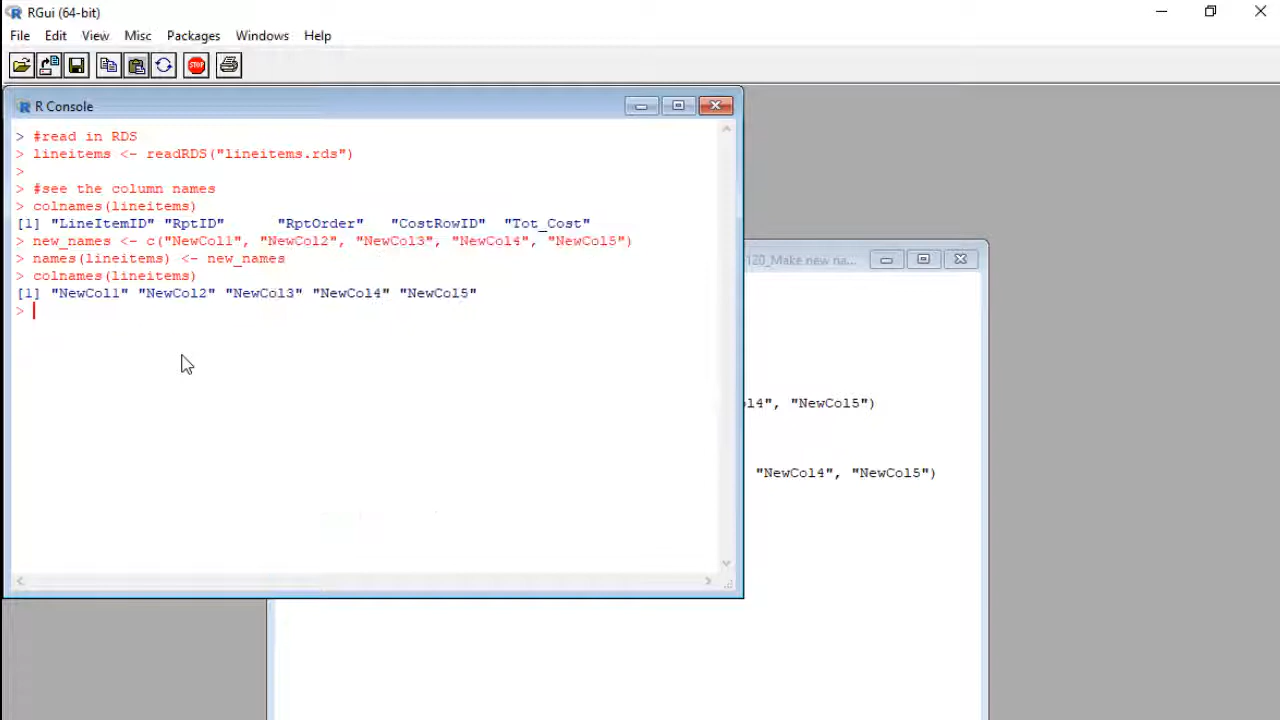 RGui (64-bit)
File Edit View Misc Packages Windows Help
STOP
R Console
> #read in RDS
> lineitems <- readRDS("lineitems.rds")
>
> #see the column names
> colnames(lineitems)
[1] "LineItemID" "RptID"      "RptOrder"   "CostRowID"  "Tot_Cost"
> new_names <- c("NewCol1", "NewCol2", "NewCol3", "NewCol4", "NewCol5")
> names(lineitems) <- new_names
> colnames(lineitems)
[1] "NewCol1" "NewCol2" "NewCol3" "NewCol4" "NewCol5"
>
120_Make new na...
ol4", "NewCol5")
"NewCol4", "NewCol5")